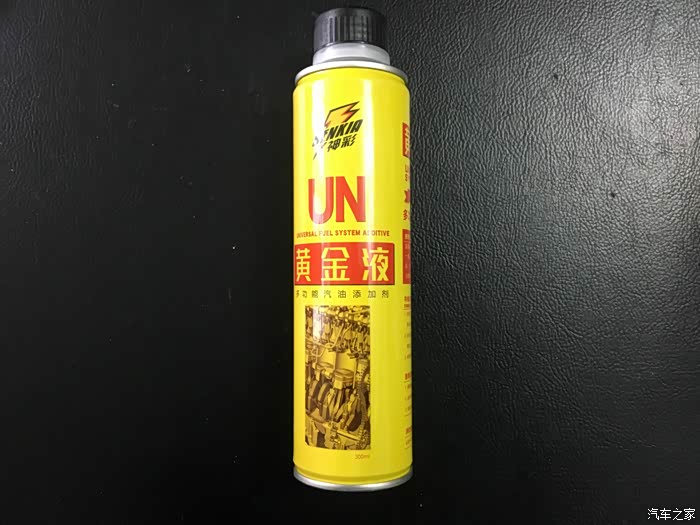 SENKIA
神彩
UN
UNIVERSAL FUEL SYSTEM ADDITIVE
黄金液
多功能汽油添加剂
300ml
汽车之家